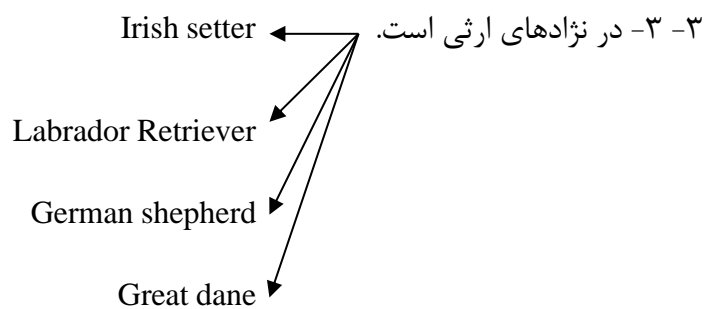 ۳- ۳- در نژادهای ارثی است.
Irish setter
Labrador Retriever
German shepherd
Great dane